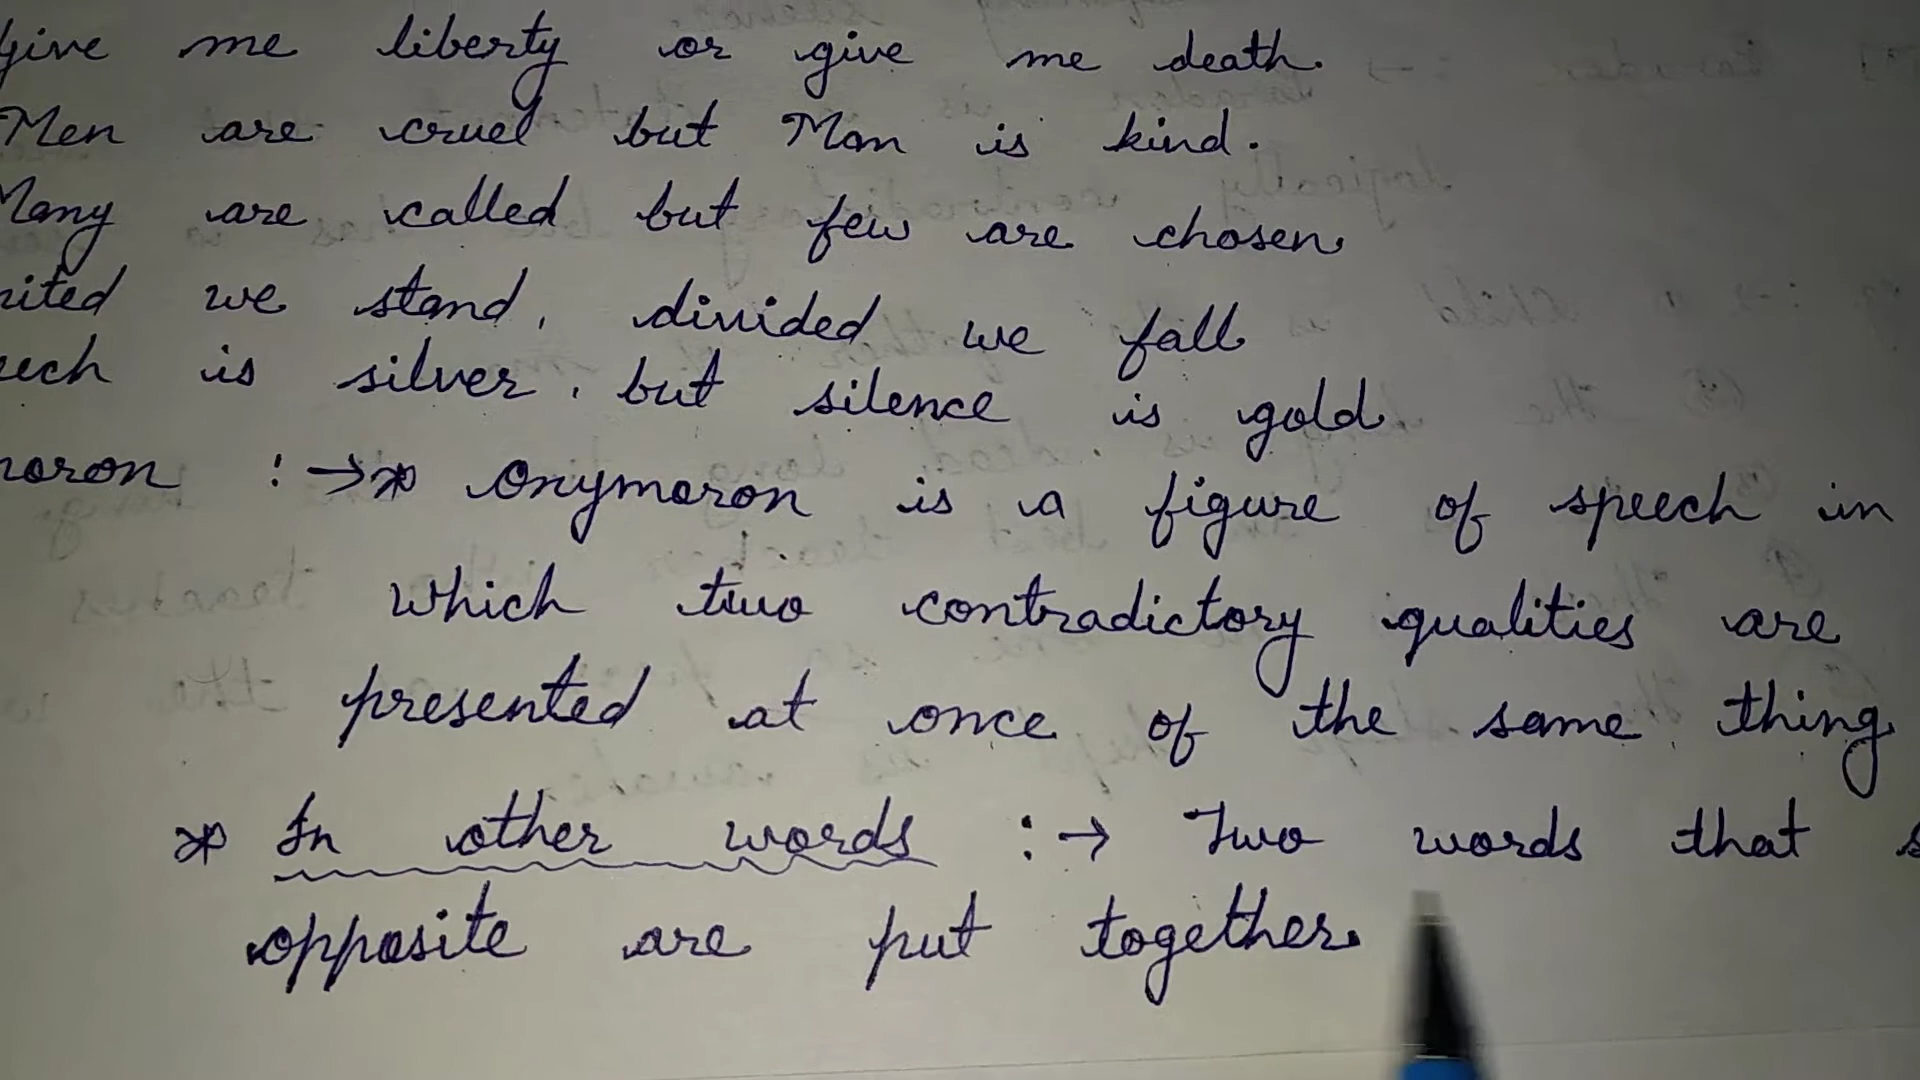 give me liberty or give me death.
Men are cruel but Man is kind.
Many are called but few are chosen.
nited we stand, divided we fall
eech is silver, but silence is gold.
moron :→* Oxymoron is a figure of speech in
which two contradictory qualities are
presented at once of the same thing
* In other words :→ Two words that s
opposite are put together.